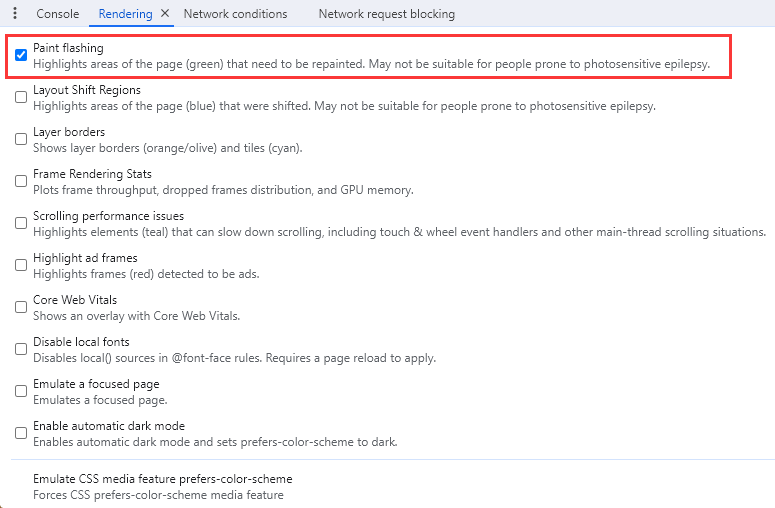 Console Rendering Network conditions Network request blocking
Paint flashing
Highlights areas of the page (green) that need to be repainted. May not be suitable for people prone to photosensitive epilepsy.
Layout Shift Regions
Highlights areas of the page (blue) that were shifted. May not be suitable for people prone to photosensitive epilepsy.
Layer borders
Shows layer borders (orange/olive) and tiles (cyan).
Frame Rendering Stats
Plots frame throughput, dropped frames distribution, and GPU memory.
Scrolling performance issues
Highlights elements (teal) that can slow down scrolling, including touch & wheel event handlers and other main-thread scrolling situations.
Highlight ad frames
Highlights frames (red) detected to be ads.
Core Web Vitals
Shows an overlay with Core Web Vitals.
Disable local fonts
Disables local() sources in @font-face rules. Requires a page reload to apply.
Emulate a focused page
Emulates a focused page.
Enable automatic dark mode
Enables automatic dark mode and sets prefers-color-scheme to dark.
Emulate CSS media feature prefers-color-scheme
Forces CSS prefers-color-scheme media feature